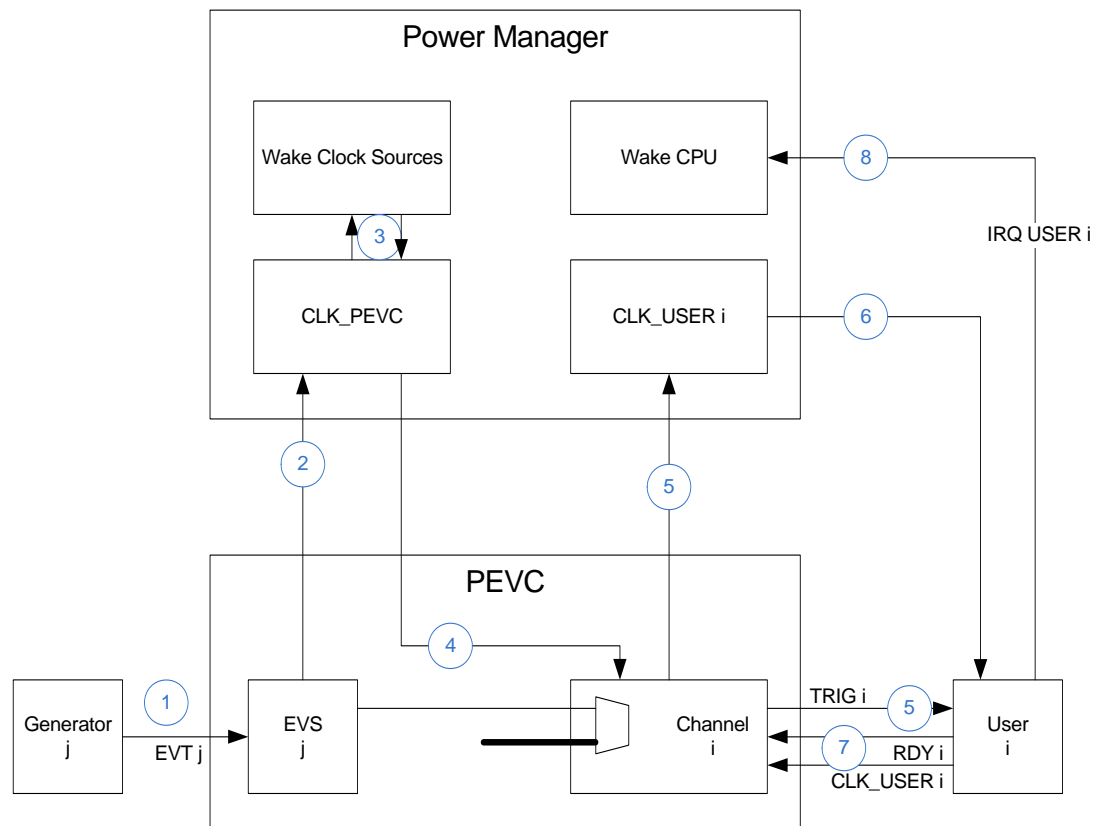 Power Manager
Wake Clock Sources
Wake CPU
8
3
IRQ USER i
CLK_PEVC
CLK_USER i
6
2
5
PEVC
4
1
Generator
j
EVT j
EVS
j
Channel
i
TRIG i
5
7
RDY i
CLK_USER i
User
i